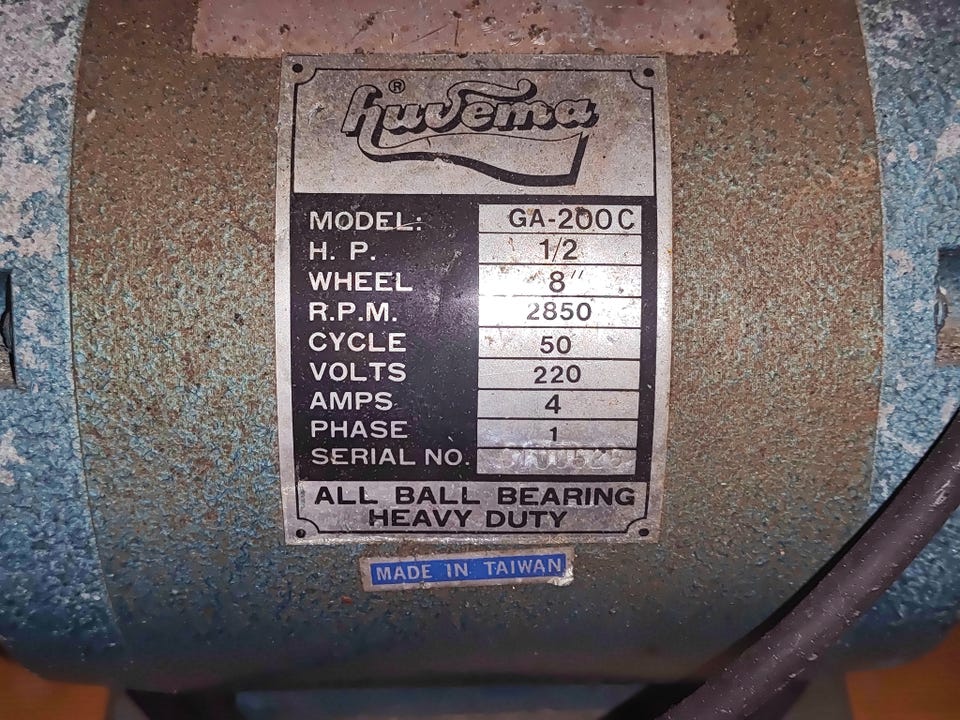 ® huvema
MODEL: GA-200C
H. P. 1/2
WHEEL 8"
R.P.M. 2850
CYCLE 50
VOLTS 220
AMPS 4
PHASE 1
SERIAL NO.
ALL BALL BEARING
HEAVY DUTY
MADE IN TAIWAN